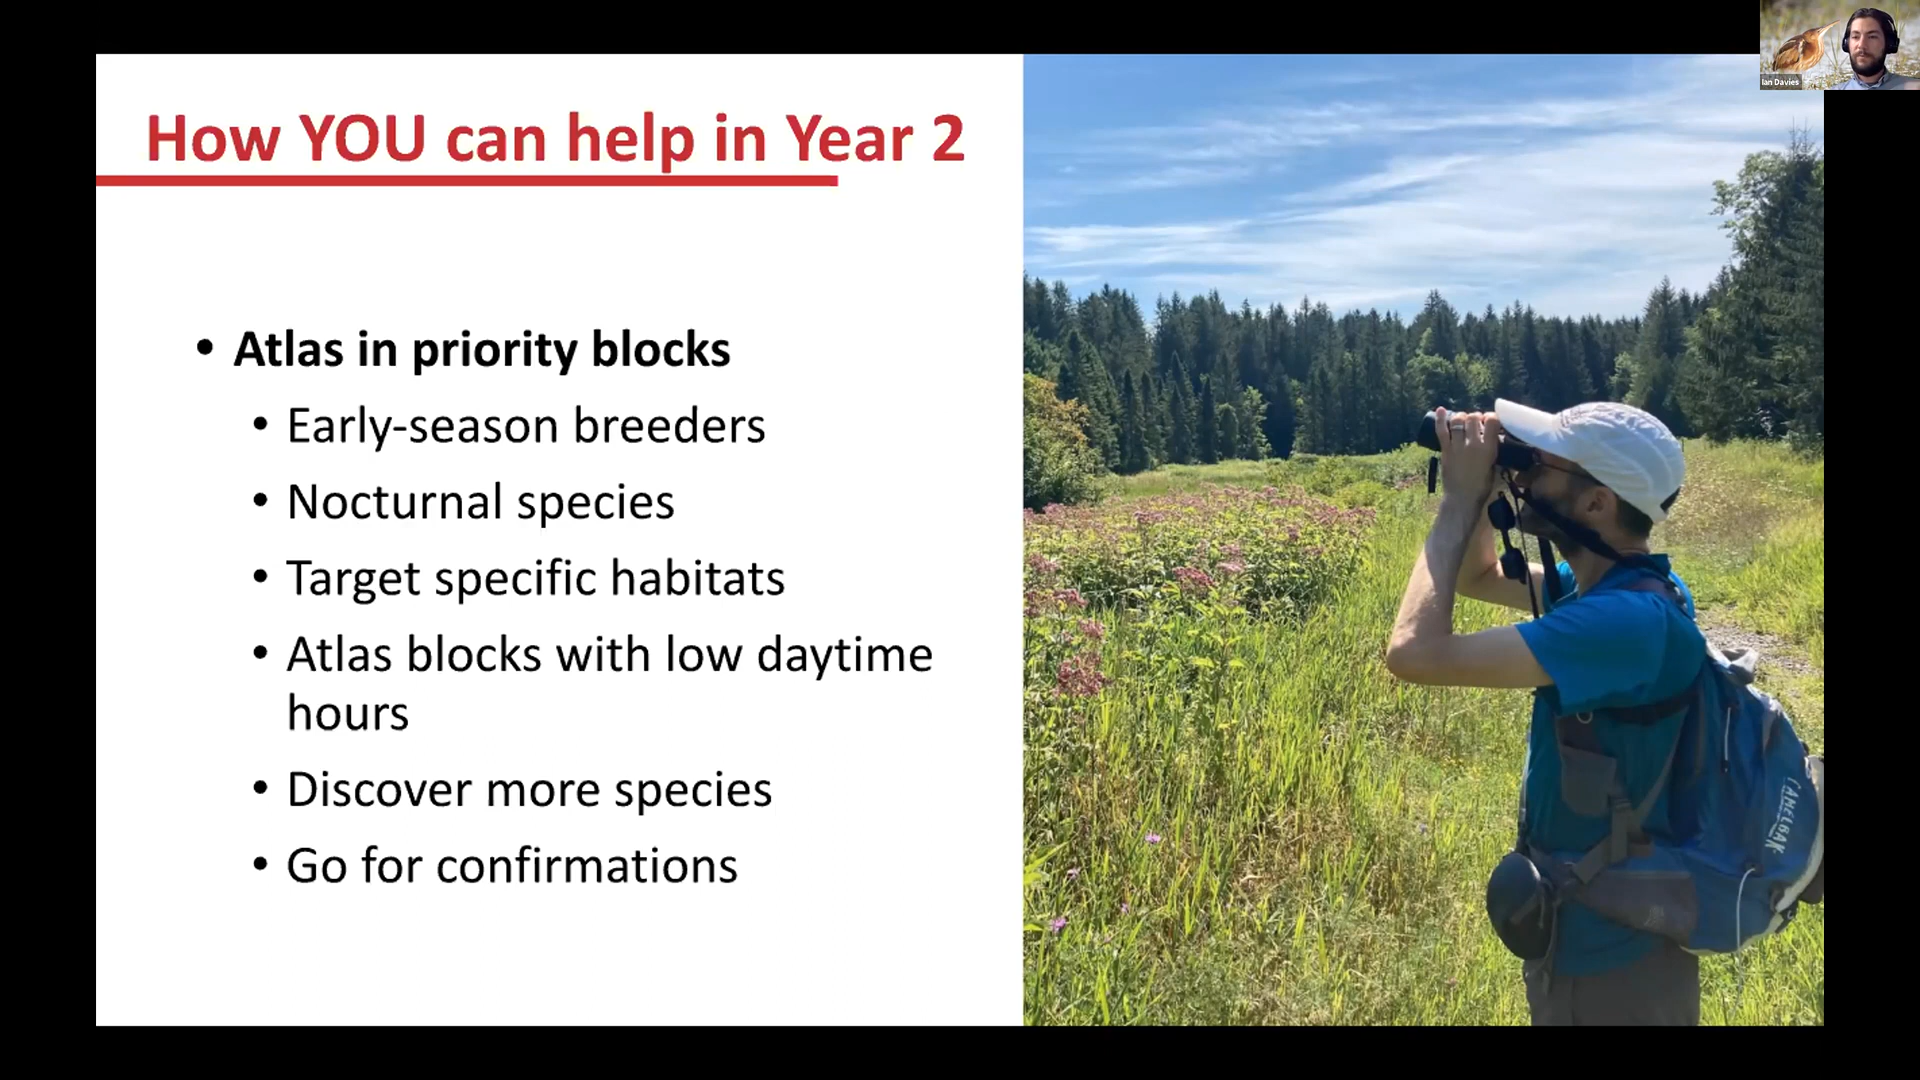 Ian Davies
How YOU can help in Year 2
• Atlas in priority blocks
• Early-season breeders
• Nocturnal species
• Target specific habitats
• Atlas blocks with low daytime
hours
• Discover more species
• Go for confirmations
CAMELBAK